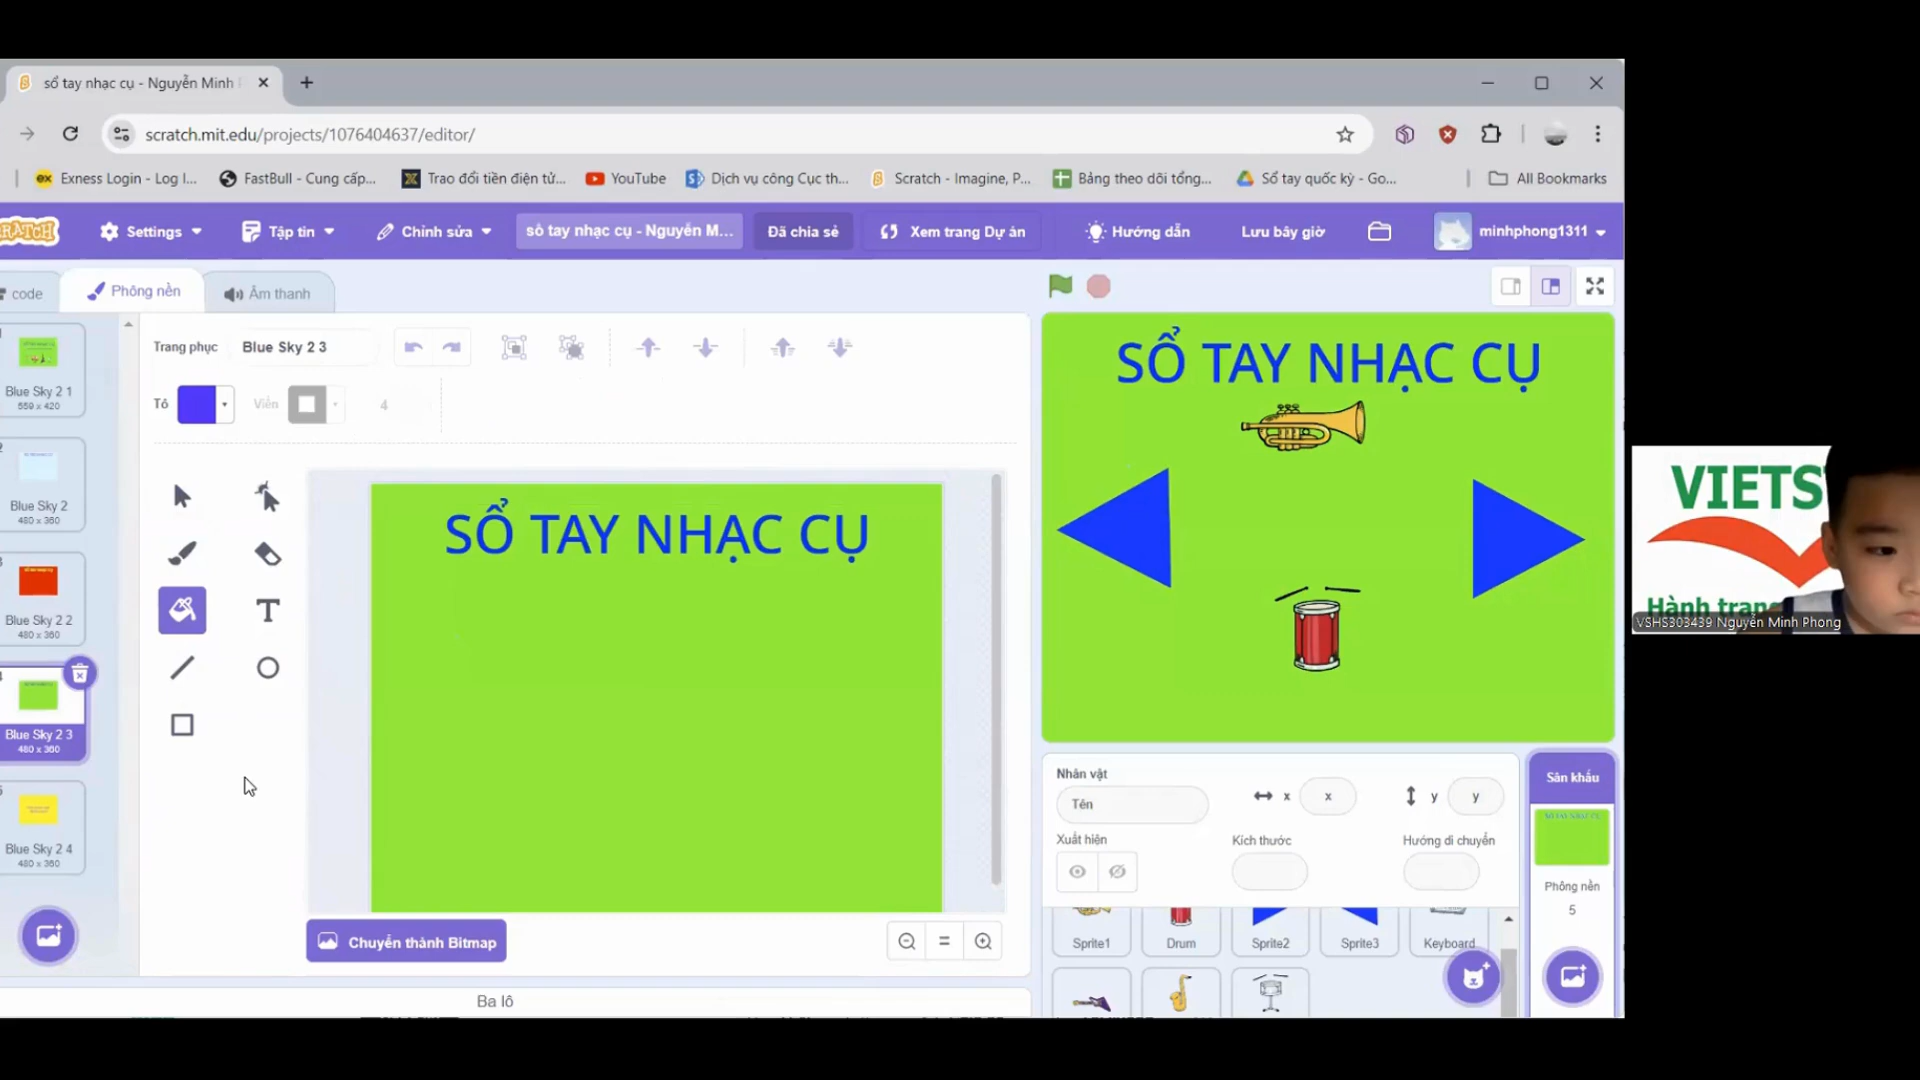 sổ tay nhạc cụ - Nguyễn Minh
scratch.mit.edu/projects/1076404637/editor/
Exness Login - Log I...
FastBull - Cung cấp...
Trao đổi tiền điện tử...
YouTube
Dịch vụ công Cục th...
Scratch - Imagine, P...
Bảng theo dõi tổng...
Sổ tay quốc kỳ - Go...
All Bookmarks
Settings
Tập tin
Chỉnh sửa
sổ tay nhạc cụ - Nguyễn M...
Đã chia sẻ
Xem trang Dự án
Hướng dẫn
Lưu bây giờ
minhphong1311
code
Phông nền
Âm thanh
Blue Sky 2 1
559 x 420
2
Blue Sky 2
480 x 360
Blue Sky 2 2
480 x 360
Blue Sky 2 3
480 x 360
Blue Sky 2 4
480 x 360
Trang phục
Blue Sky 2 3
Tô
Viền
4
SỔ TAY NHẠC CỤ
Chuyển thành Bitmap
Ba lô
SỔ TAY NHẠC CỤ
Nhân vật
Tên
x
x
y
y
Xuất hiện
Kích thước
Hướng di chuyển
Sprite1
Drum
Sprite2
Sprite3
Keyboard
Sân khấu
Phông nền
5
VIETS
Hành trang
VSHS303439 Nguyễn Minh Phong